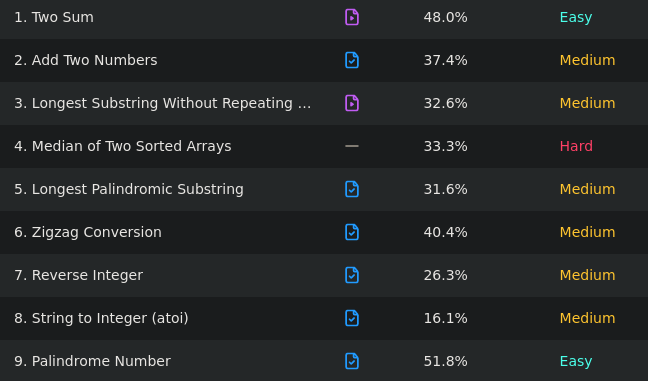 1. Two Sum 48.0% Easy
2. Add Two Numbers 37.4% Medium
3. Longest Substring Without Repeating ... 32.6% Medium
4. Median of Two Sorted Arrays — 33.3% Hard
5. Longest Palindromic Substring 31.6% Medium
6. Zigzag Conversion 40.4% Medium
7. Reverse Integer 26.3% Medium
8. String to Integer (atoi) 16.1% Medium
9. Palindrome Number 51.8% Easy